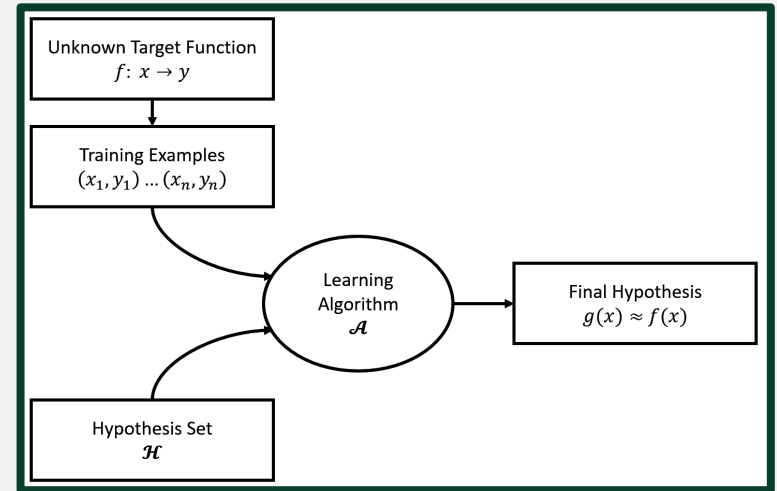 Unknown Target Function
f: x → y
Training Examples
(x₁, y₁) … (xₙ, yₙ)
Learning
Algorithm
𝓐
Final Hypothesis
g(x) ≈ f(x)
Hypothesis Set
𝓗